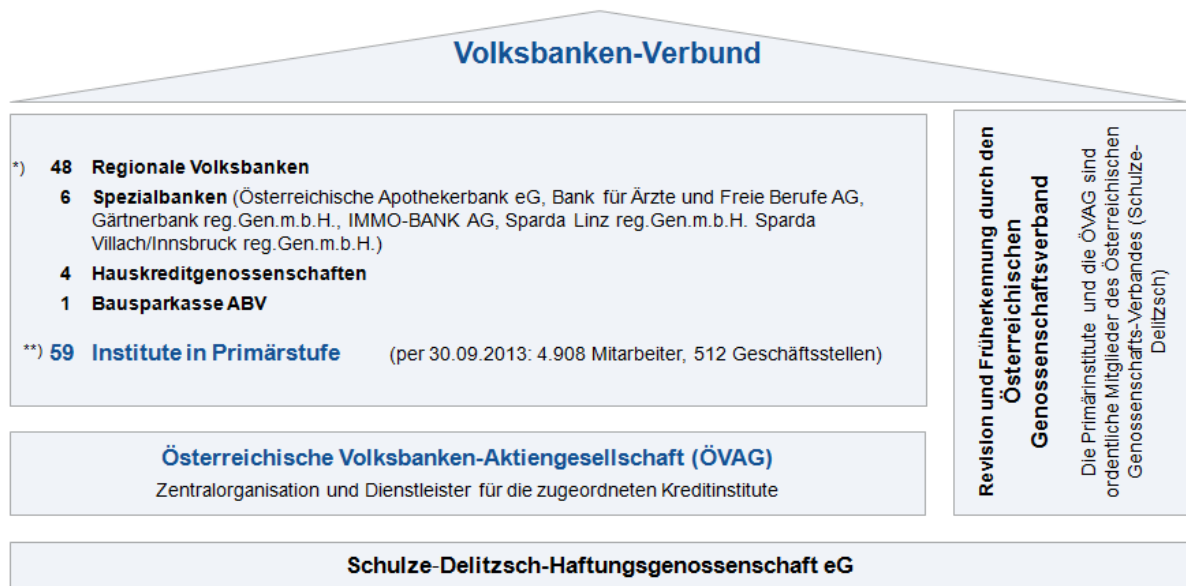 Volksbanken-Verbund
*) 48 Regionale Volksbanken
6 Spezialbanken (Österreichische Apothekerbank eG, Bank für Ärzte und Freie Berufe AG,
Gärtnerbank reg.Gen.m.b.H., IMMO-BANK AG, Sparda Linz reg.Gen.m.b.H. Sparda
Villach/Innsbruck reg.Gen.m.b.H.)
4 Hauskreditgenossenschaften
1 Bausparkasse ABV
**) 59 Institute in Primärstufe (per 30.09.2013: 4.908 Mitarbeiter, 512 Geschäftsstellen)
Österreichische Volksbanken-Aktiengesellschaft (ÖVAG)
Zentralorganisation und Dienstleister für die zugeordneten Kreditinstitute
Revision und Früherkennung durch den
Österreichischen
Genossenschaftsverband
Die Primärinstitute und die ÖVAG sind
ordentliche Mitglieder des Österreichischen
Genossenschafts-Verbandes (Schulze-
Delitzsch)
Schulze-Delitzsch-Haftungsgenossenschaft eG